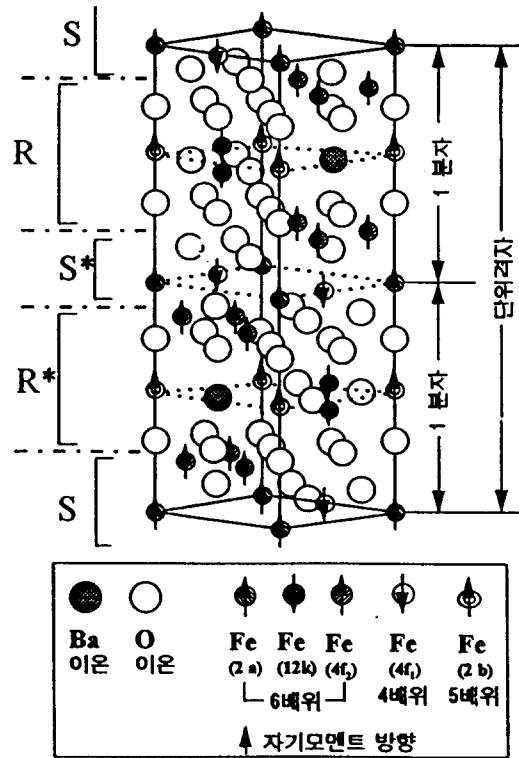 S
R
S*
R*
S
1 분자
1 분자
단위격자
Ba
이온
O
이온
Fe
(2 a)
Fe
(12k)
Fe
(4f₂)
6배위
Fe
(4f₁)
4배위
Fe
(2 b)
5배위
자기모멘트 방향